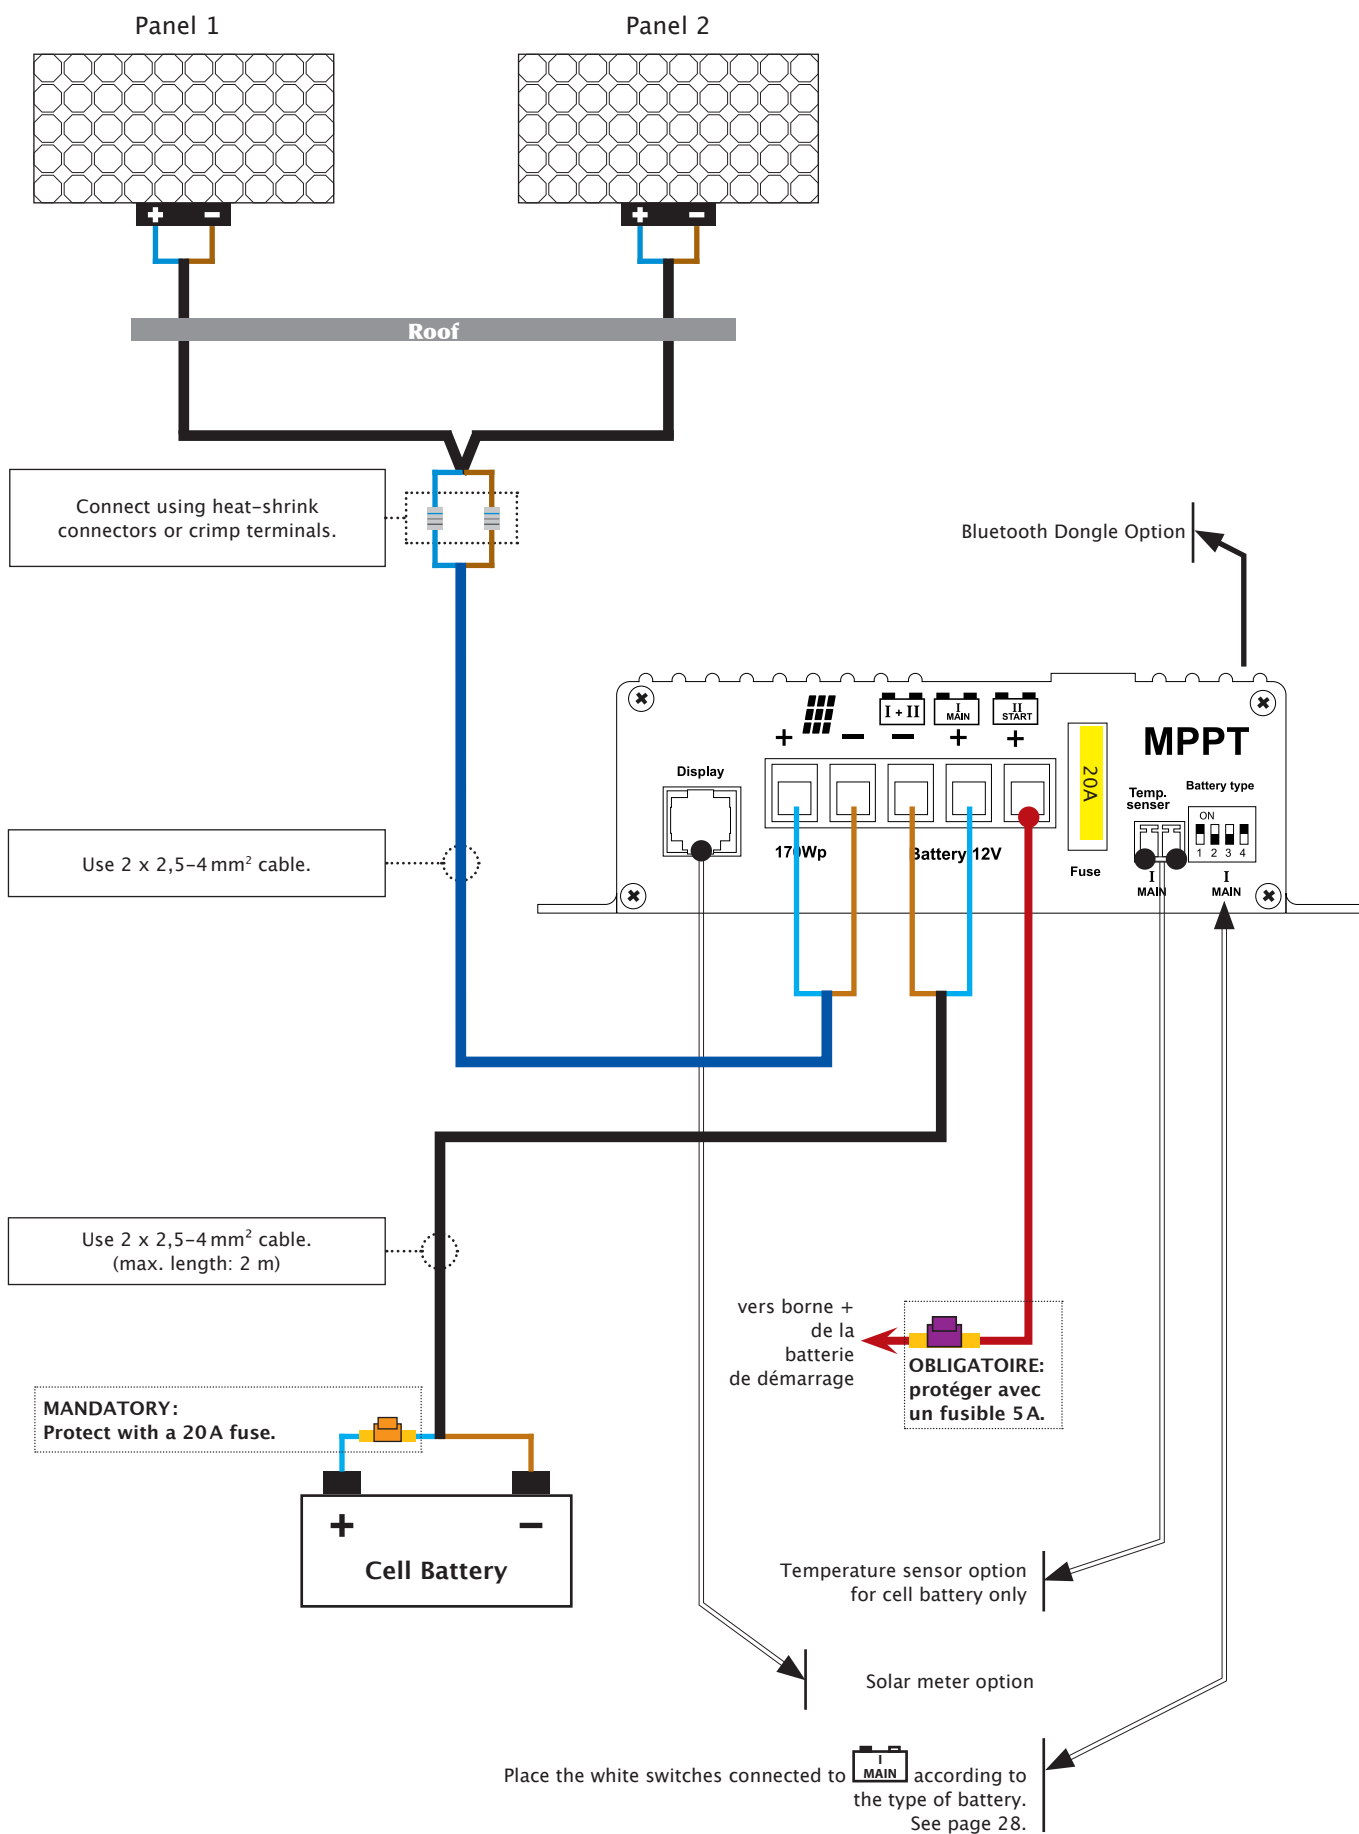 Panel 1
Panel 2
+ −
+ −
Roof
Connect using heat-shrink
connectors or crimp terminals.
Bluetooth Dongle Option
I + II
I
MAIN
II
START
+ − − + +
MPPT
Display
20A
Temp.
senser
Battery type
ON
1 2 3 4
170Wp
Battery 12V
Fuse
I
MAIN
I
MAIN
Use 2 x 2,5–4 mm² cable.
Use 2 x 2,5–4 mm² cable.
(max. length: 2 m)
vers borne +
de la
batterie
de démarrage
OBLIGATOIRE:
protéger avec
un fusible 5 A.
MANDATORY:
Protect with a 20 A fuse.
+ −
Cell Battery
Temperature sensor option
for cell battery only
Solar meter option
Place the white switches connected to I MAIN according to
the type of battery.
See page 28.